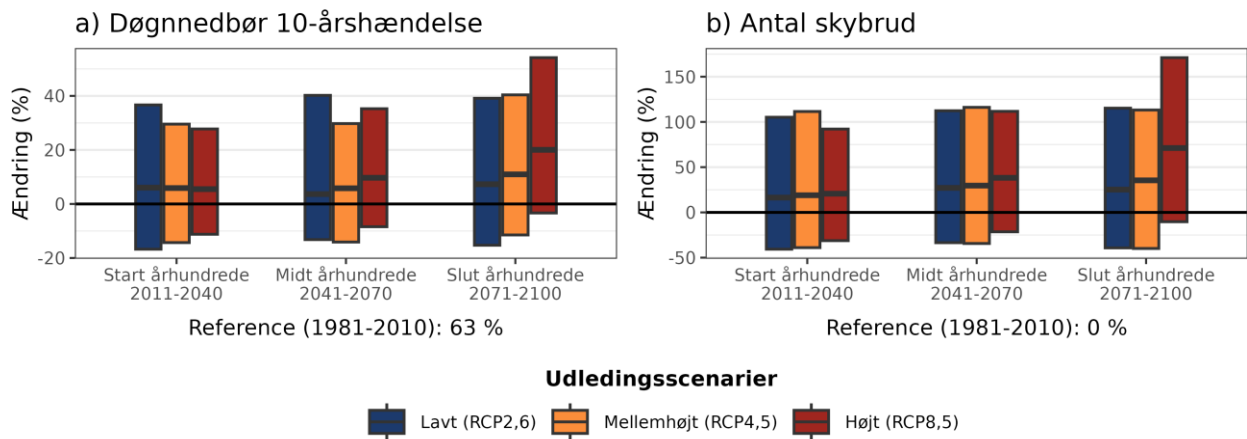 a) Døgnnedbør 10-årshændelse
Ændring (%)
40
20
0
-20
Start århundrede
2011-2040
Midt århundrede
2041-2070
Slut århundrede
2071-2100
Reference (1981-2010): 63 %
b) Antal skybrud
Ændring (%)
150
100
50
0
-50
Start århundrede
2011-2040
Midt århundrede
2041-2070
Slut århundrede
2071-2100
Reference (1981-2010): 0 %
Udledingsscenarier
Lavt (RCP2,6)
Mellemhøjt (RCP4,5)
Højt (RCP8,5)